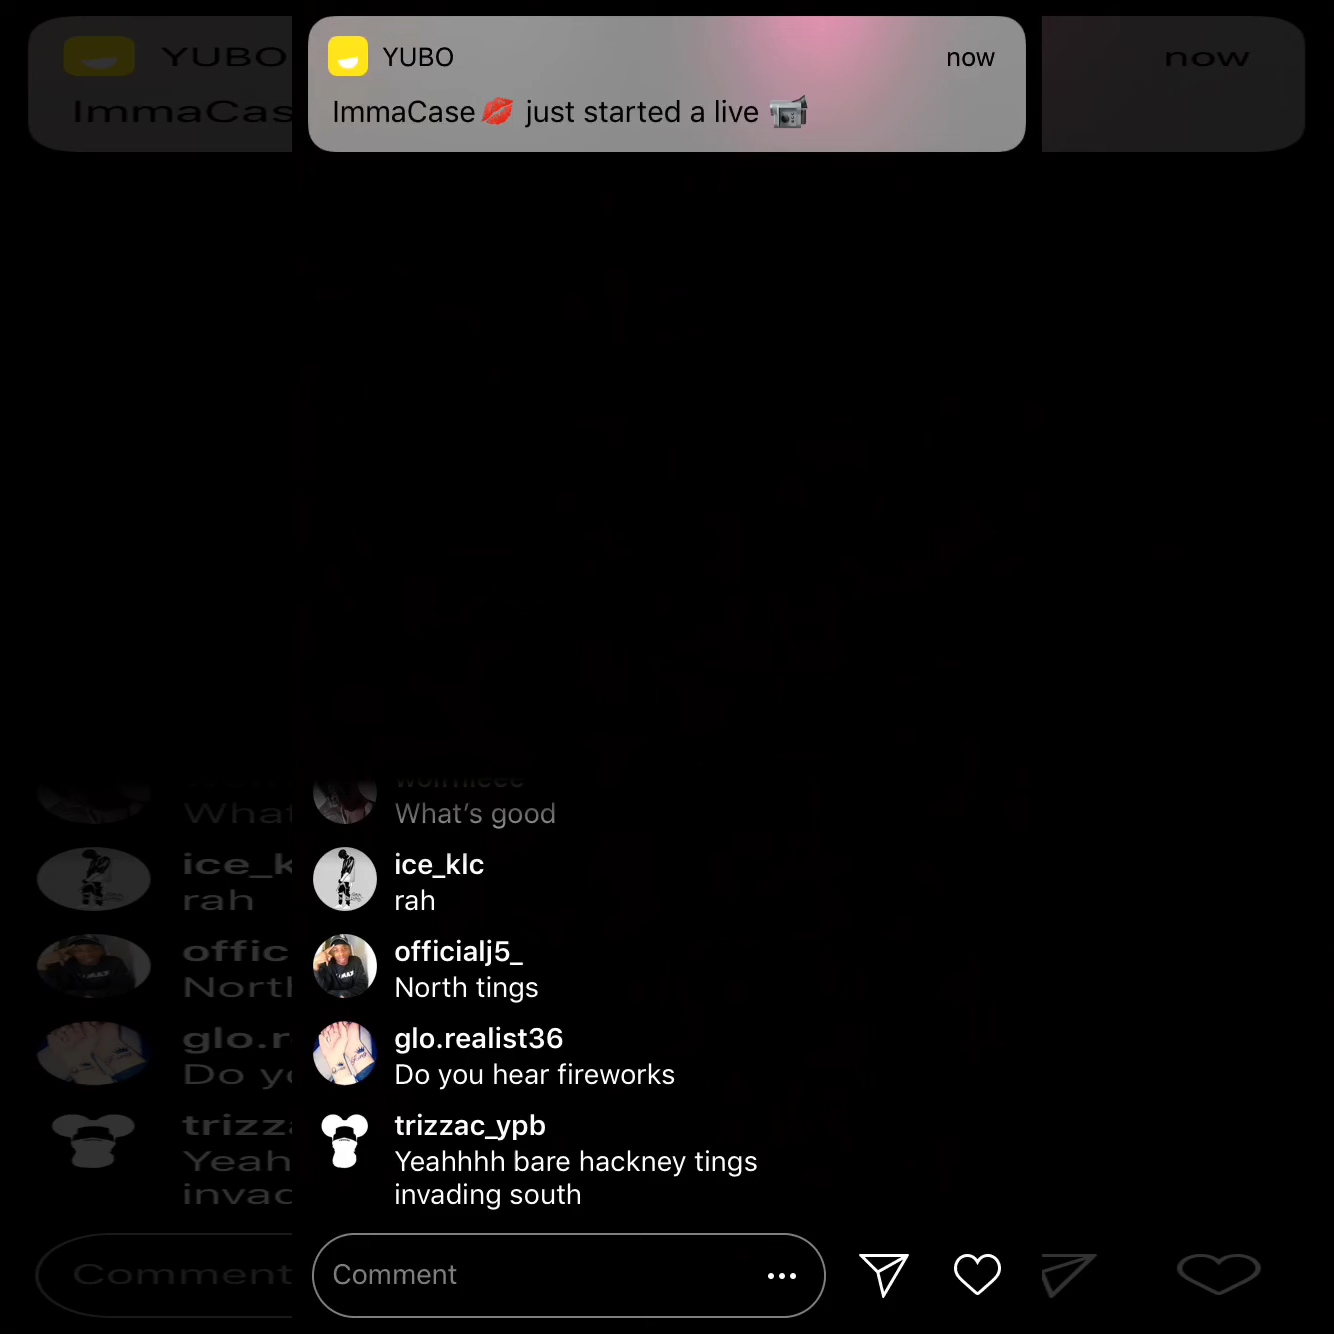 YUBO
now
ImmaCase💋 just started a live 📹
What’s good
ice_klc
rah
officialj5_
North tings
glo.realist36
Do you hear fireworks
trizzac_ypb
Yeahhhh bare hackney tings
invading south
Comment